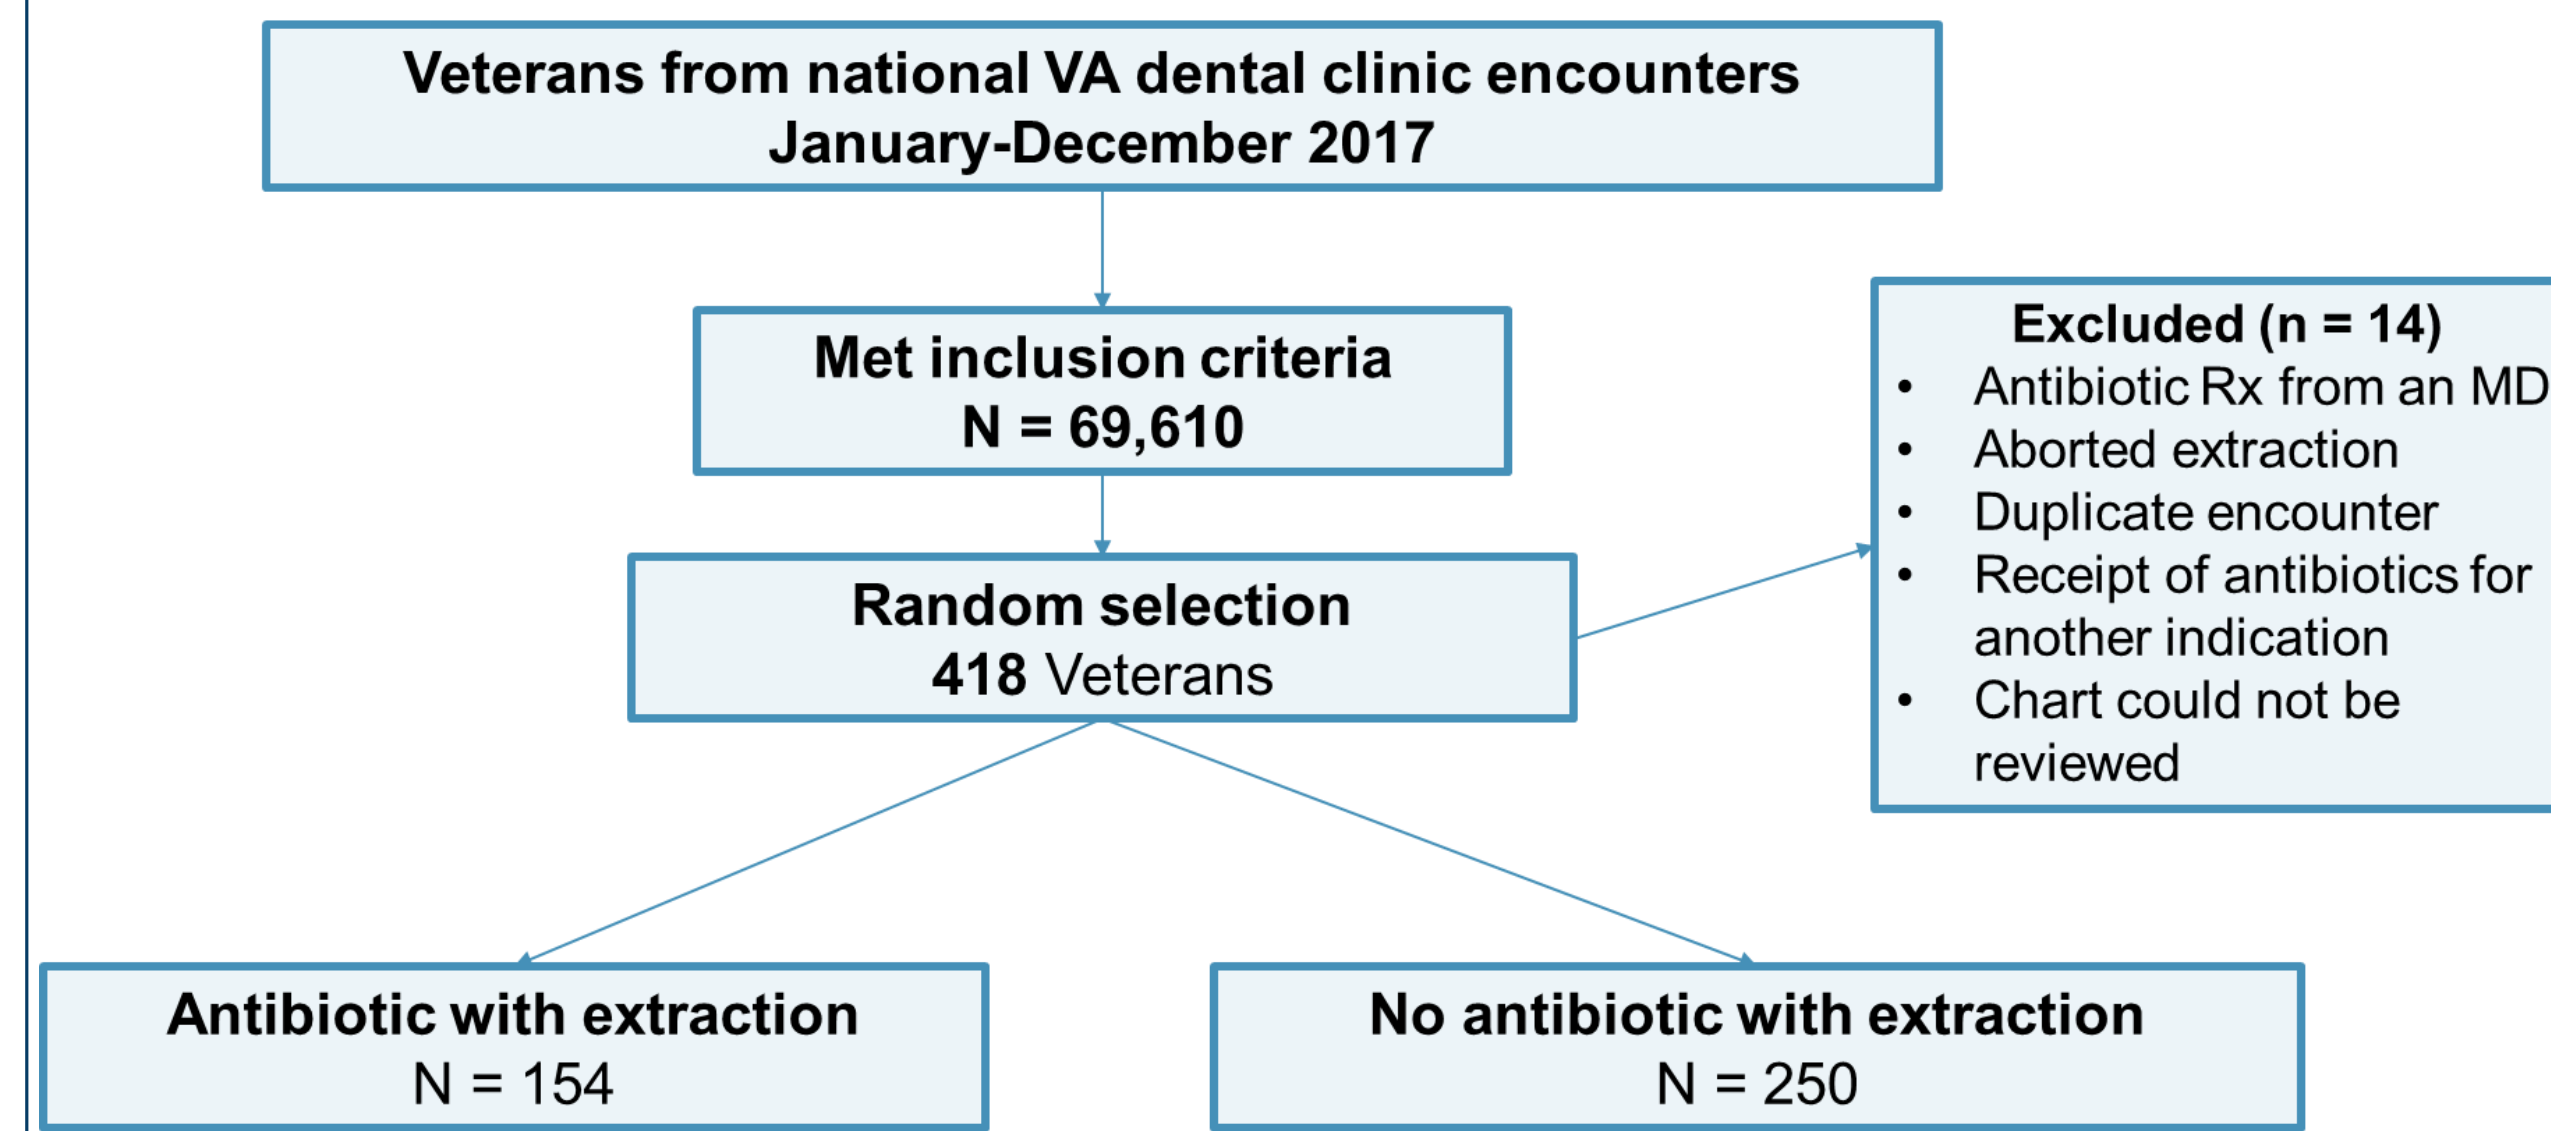 Veterans from national VA dental clinic encounters
January-December 2017
Met inclusion criteria
N = 69,610
Excluded (n = 14)
• Antibiotic Rx from an MD
• Aborted extraction
• Duplicate encounter
• Receipt of antibiotics for
another indication
• Chart could not be
reviewed
Random selection
418 Veterans
Antibiotic with extraction
N = 154
No antibiotic with extraction
N = 250